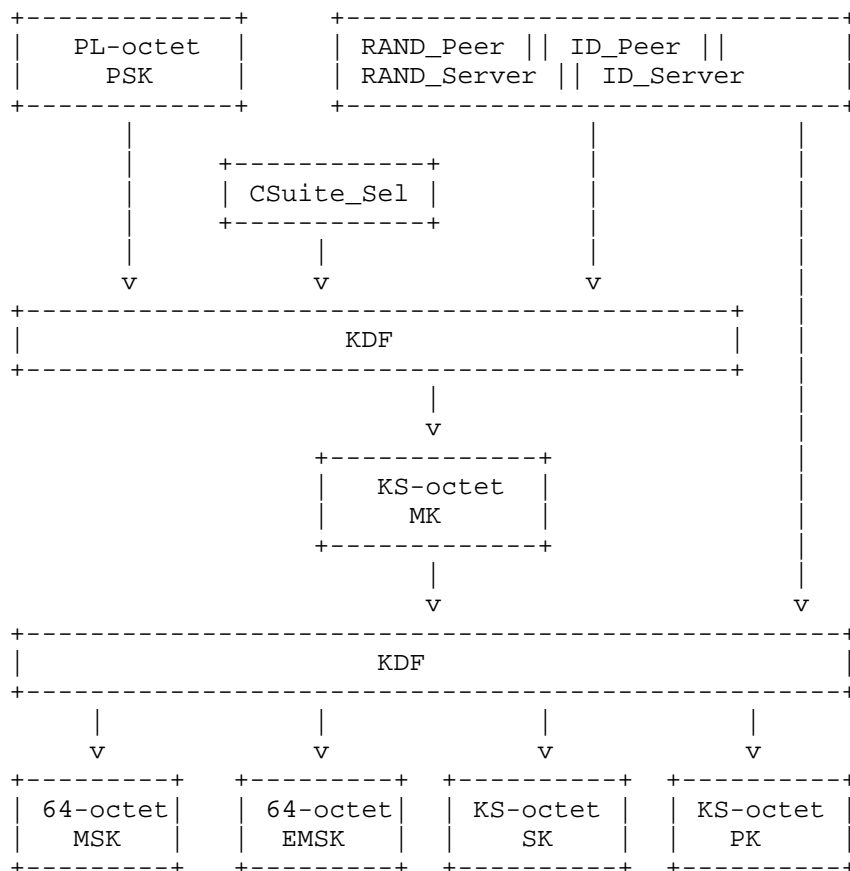 PL-octet
PSK
RAND_Peer || ID_Peer ||
RAND_Server || ID_Server
CSuite_Sel
KDF
KS-octet
MK
KDF
64-octet
MSK
64-octet
EMSK
KS-octet
SK
KS-octet
PK